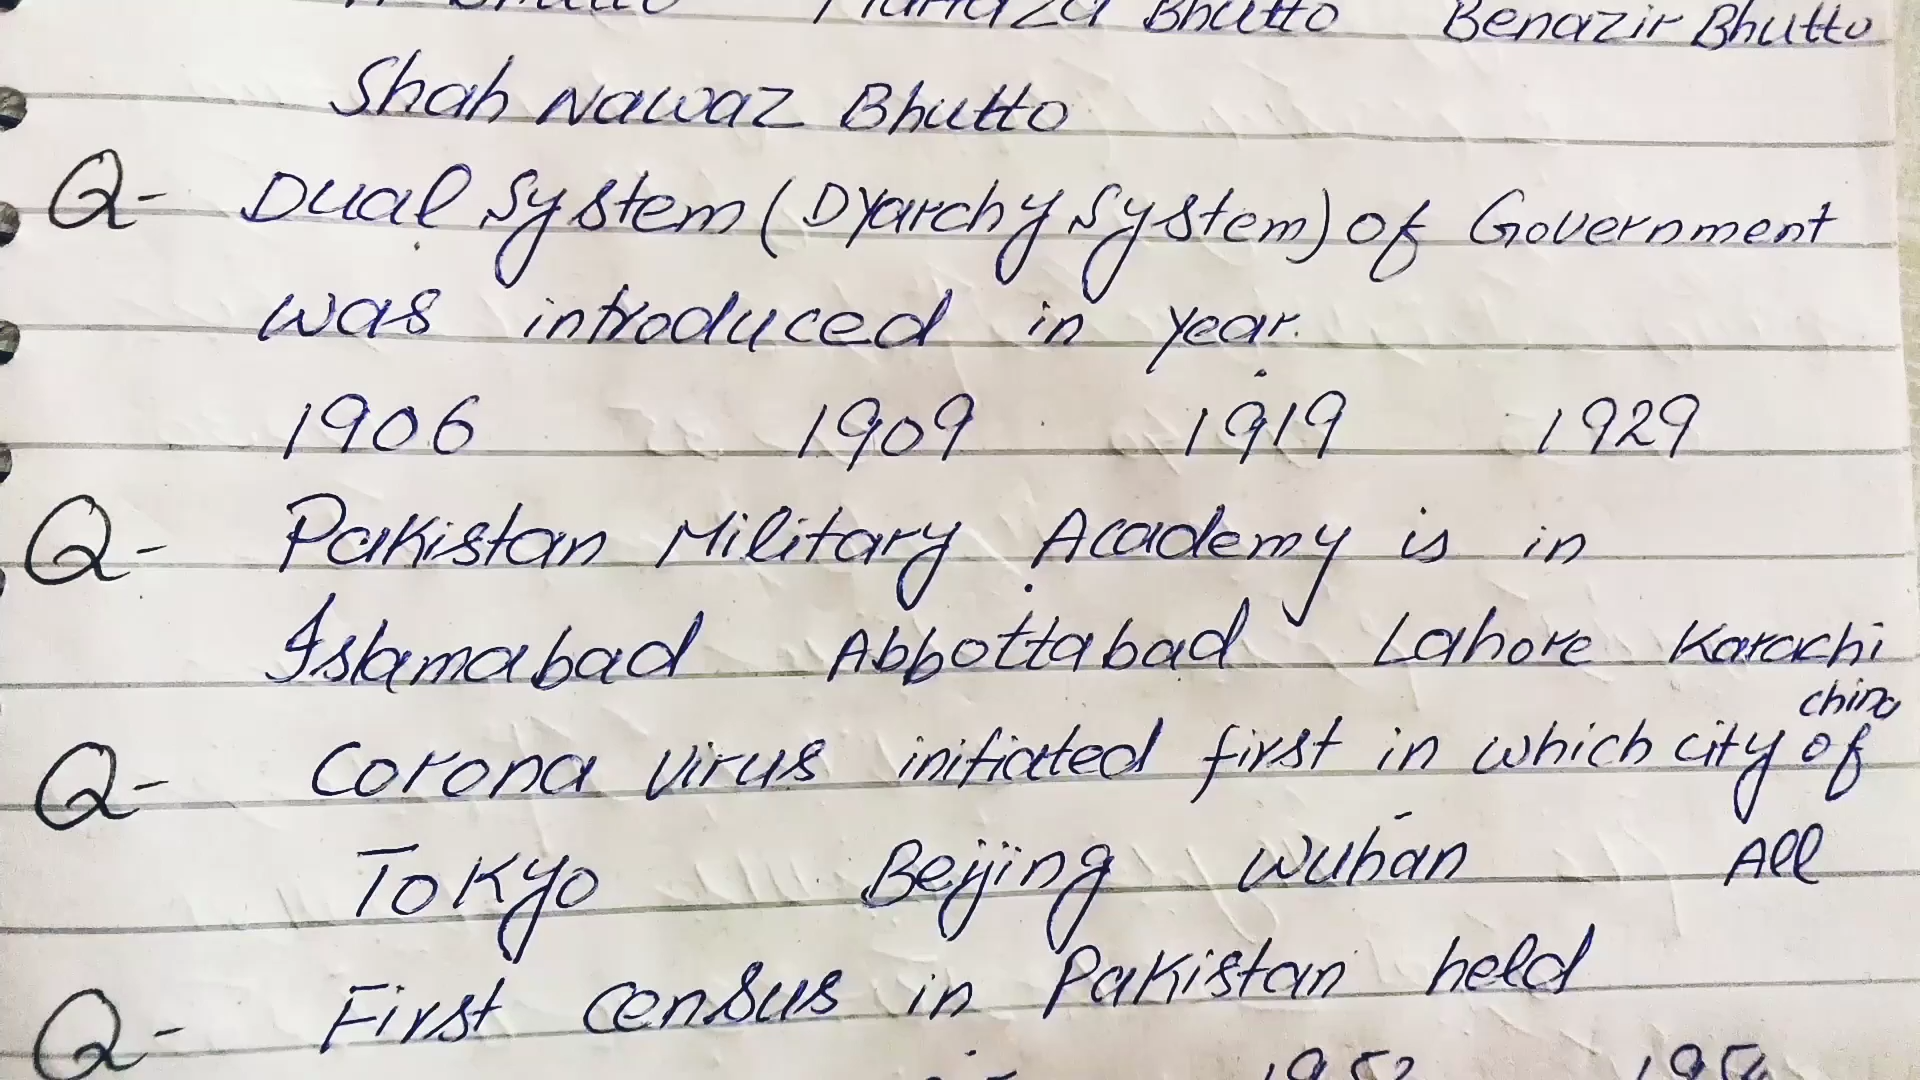 Bhutto Murtaza Bhutto Benazir Bhutto
Shah Nawaz Bhutto
Q- Dual System (Dyarchy System) of Government
was introduced in year.
1906 1909 1919 1929
Q- Pakistan Military Academy is in
Islamabad Abbottabad Lahore Karachi
china
Q- Corona virus initiated first in which city of
Tokyo Beijing Wuhan All
Q- First census in Pakistan held
1952